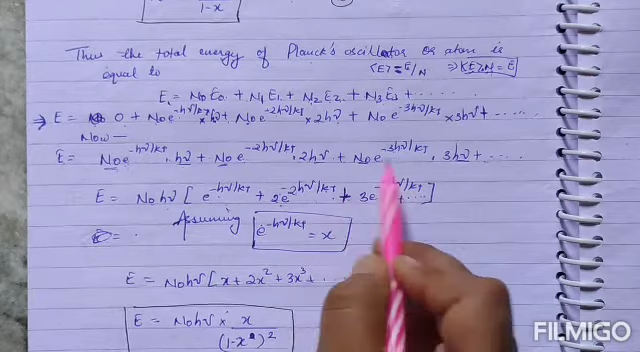 1-x
Thus the total energy of Planck's oscillator or atom is
equal to <E> = E/N ⇒ <E>N = E
E = N0E0 + N1E1 + N2E2 + N3E3 + ......
⇒ E = 0 + N0e^-hν/kT × hν + N0e^-2hν/kT × 2hν + N0e^-3hν/kT × 3hν + ......
Now —
E = N0e^-hν/kT . hν + N0e^-2hν/kT . 2hν + N0e^-3hν/kT . 3hν + ....
E = N0hν [ e^-hν/kT + 2e^-2hν/kT + 3e^-3hν/kT + .... ]
Assuming e^-hν/kT = x
E = N0hν [ x + 2x² + 3x³ + ...
E = N0hν × x / (1-x)²
FILMIGO